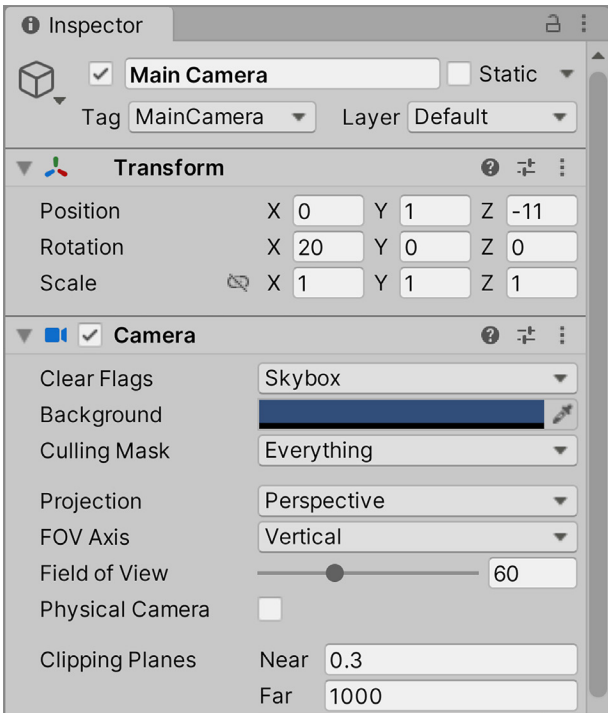 Inspector
Main Camera Static
Tag MainCamera Layer Default
Transform
Position X 0 Y 1 Z -11
Rotation X 20 Y 0 Z 0
Scale X 1 Y 1 Z 1
Camera
Clear Flags Skybox
Background
Culling Mask Everything
Projection Perspective
FOV Axis Vertical
Field of View 60
Physical Camera
Clipping Planes Near 0.3
Far 1000